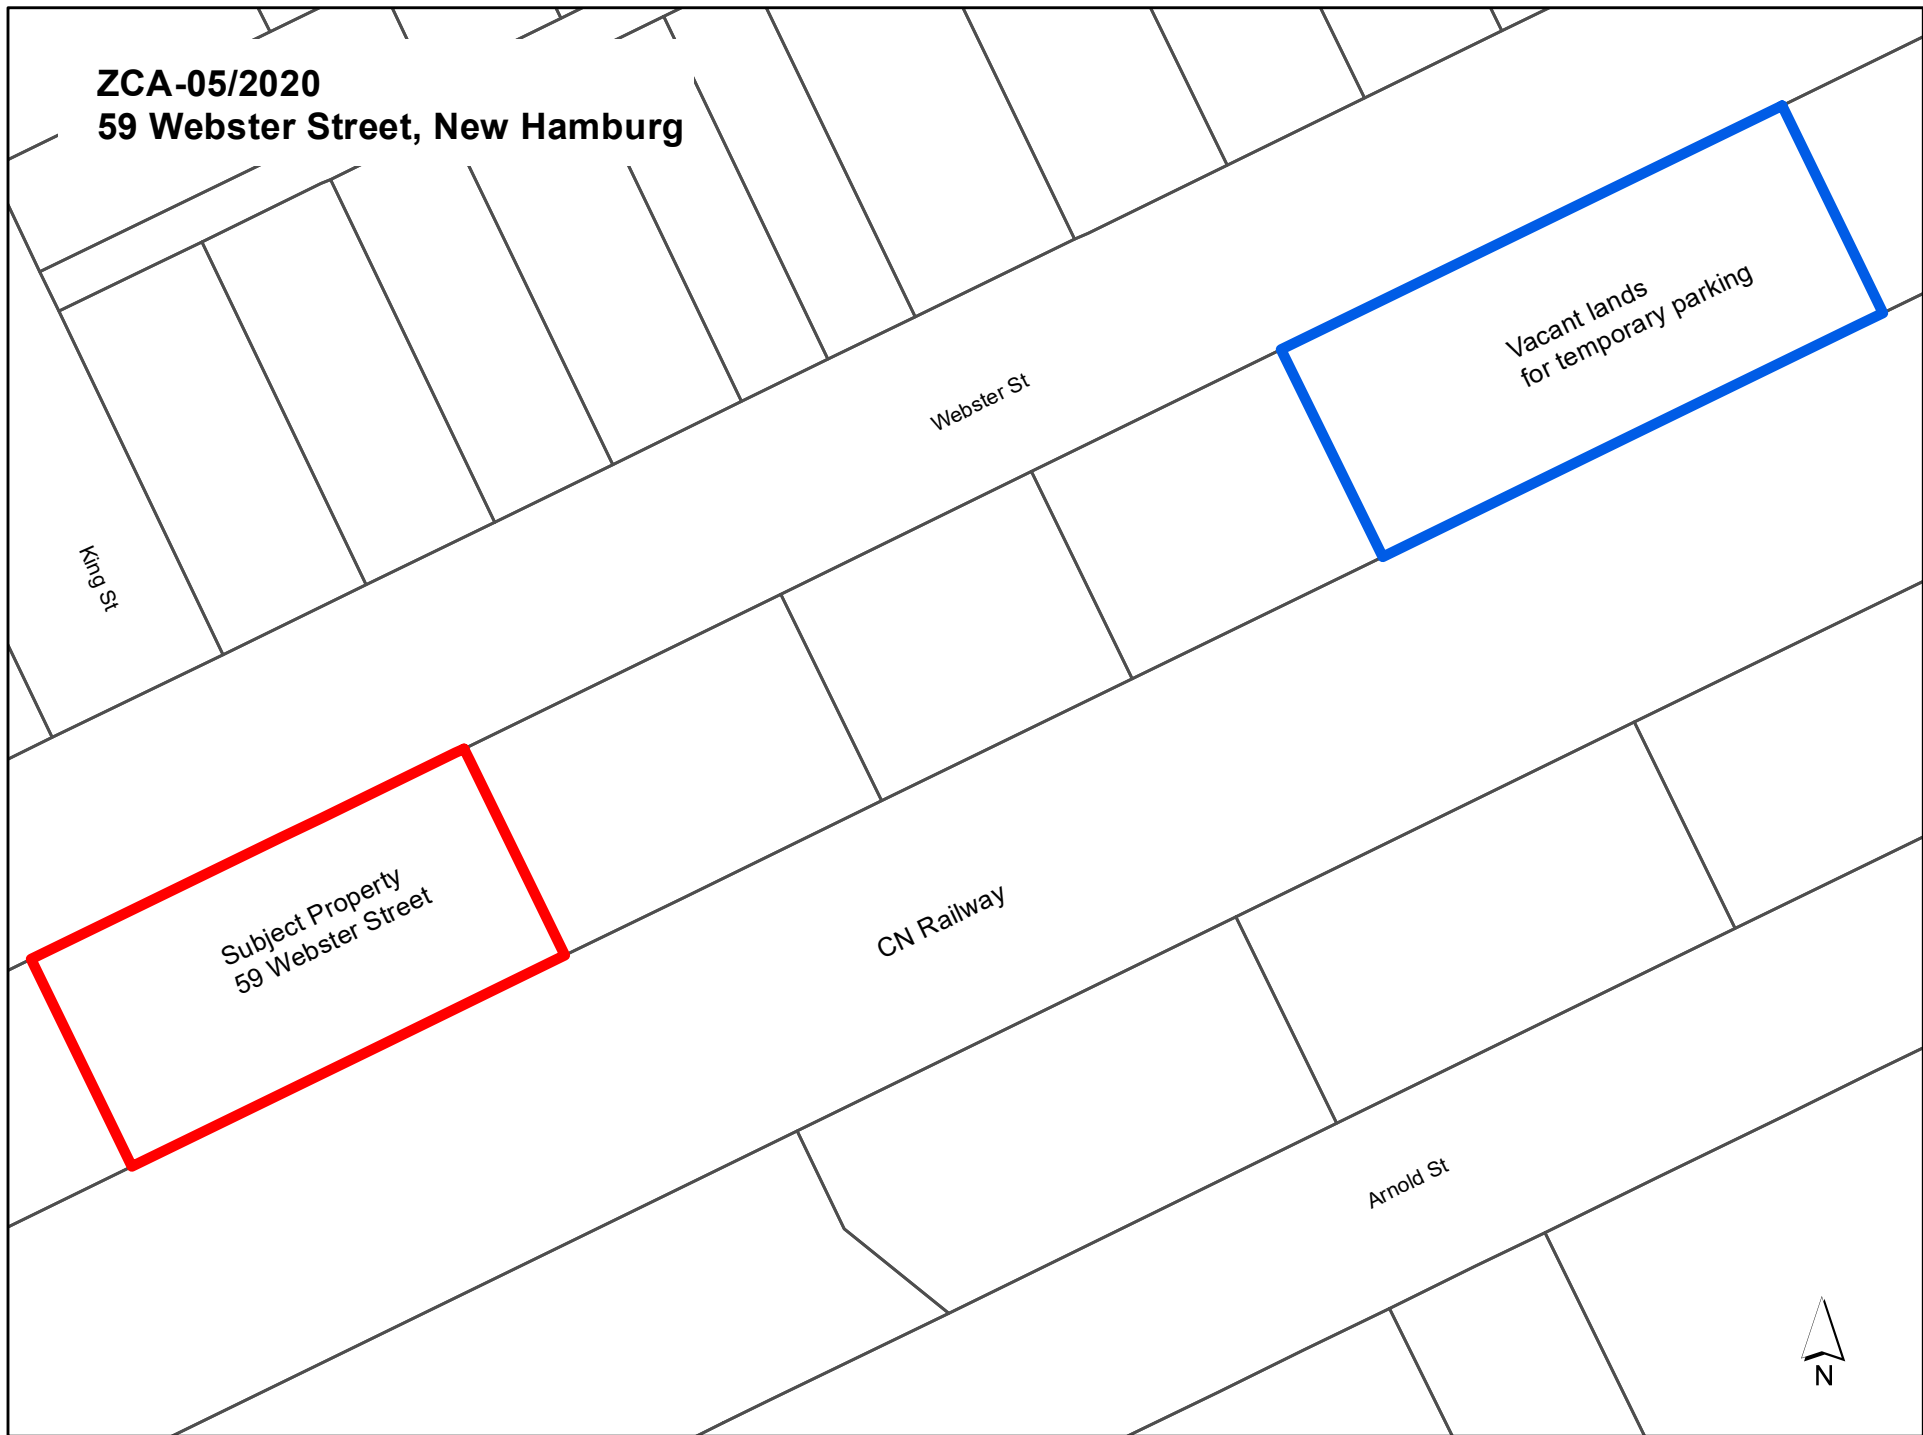 ZCA-05/2020
59 Webster Street, New Hamburg
Vacant lands
for temporary parking
Webster St
King St
Subject Property
59 Webster Street
CN Railway
Arnold St
N